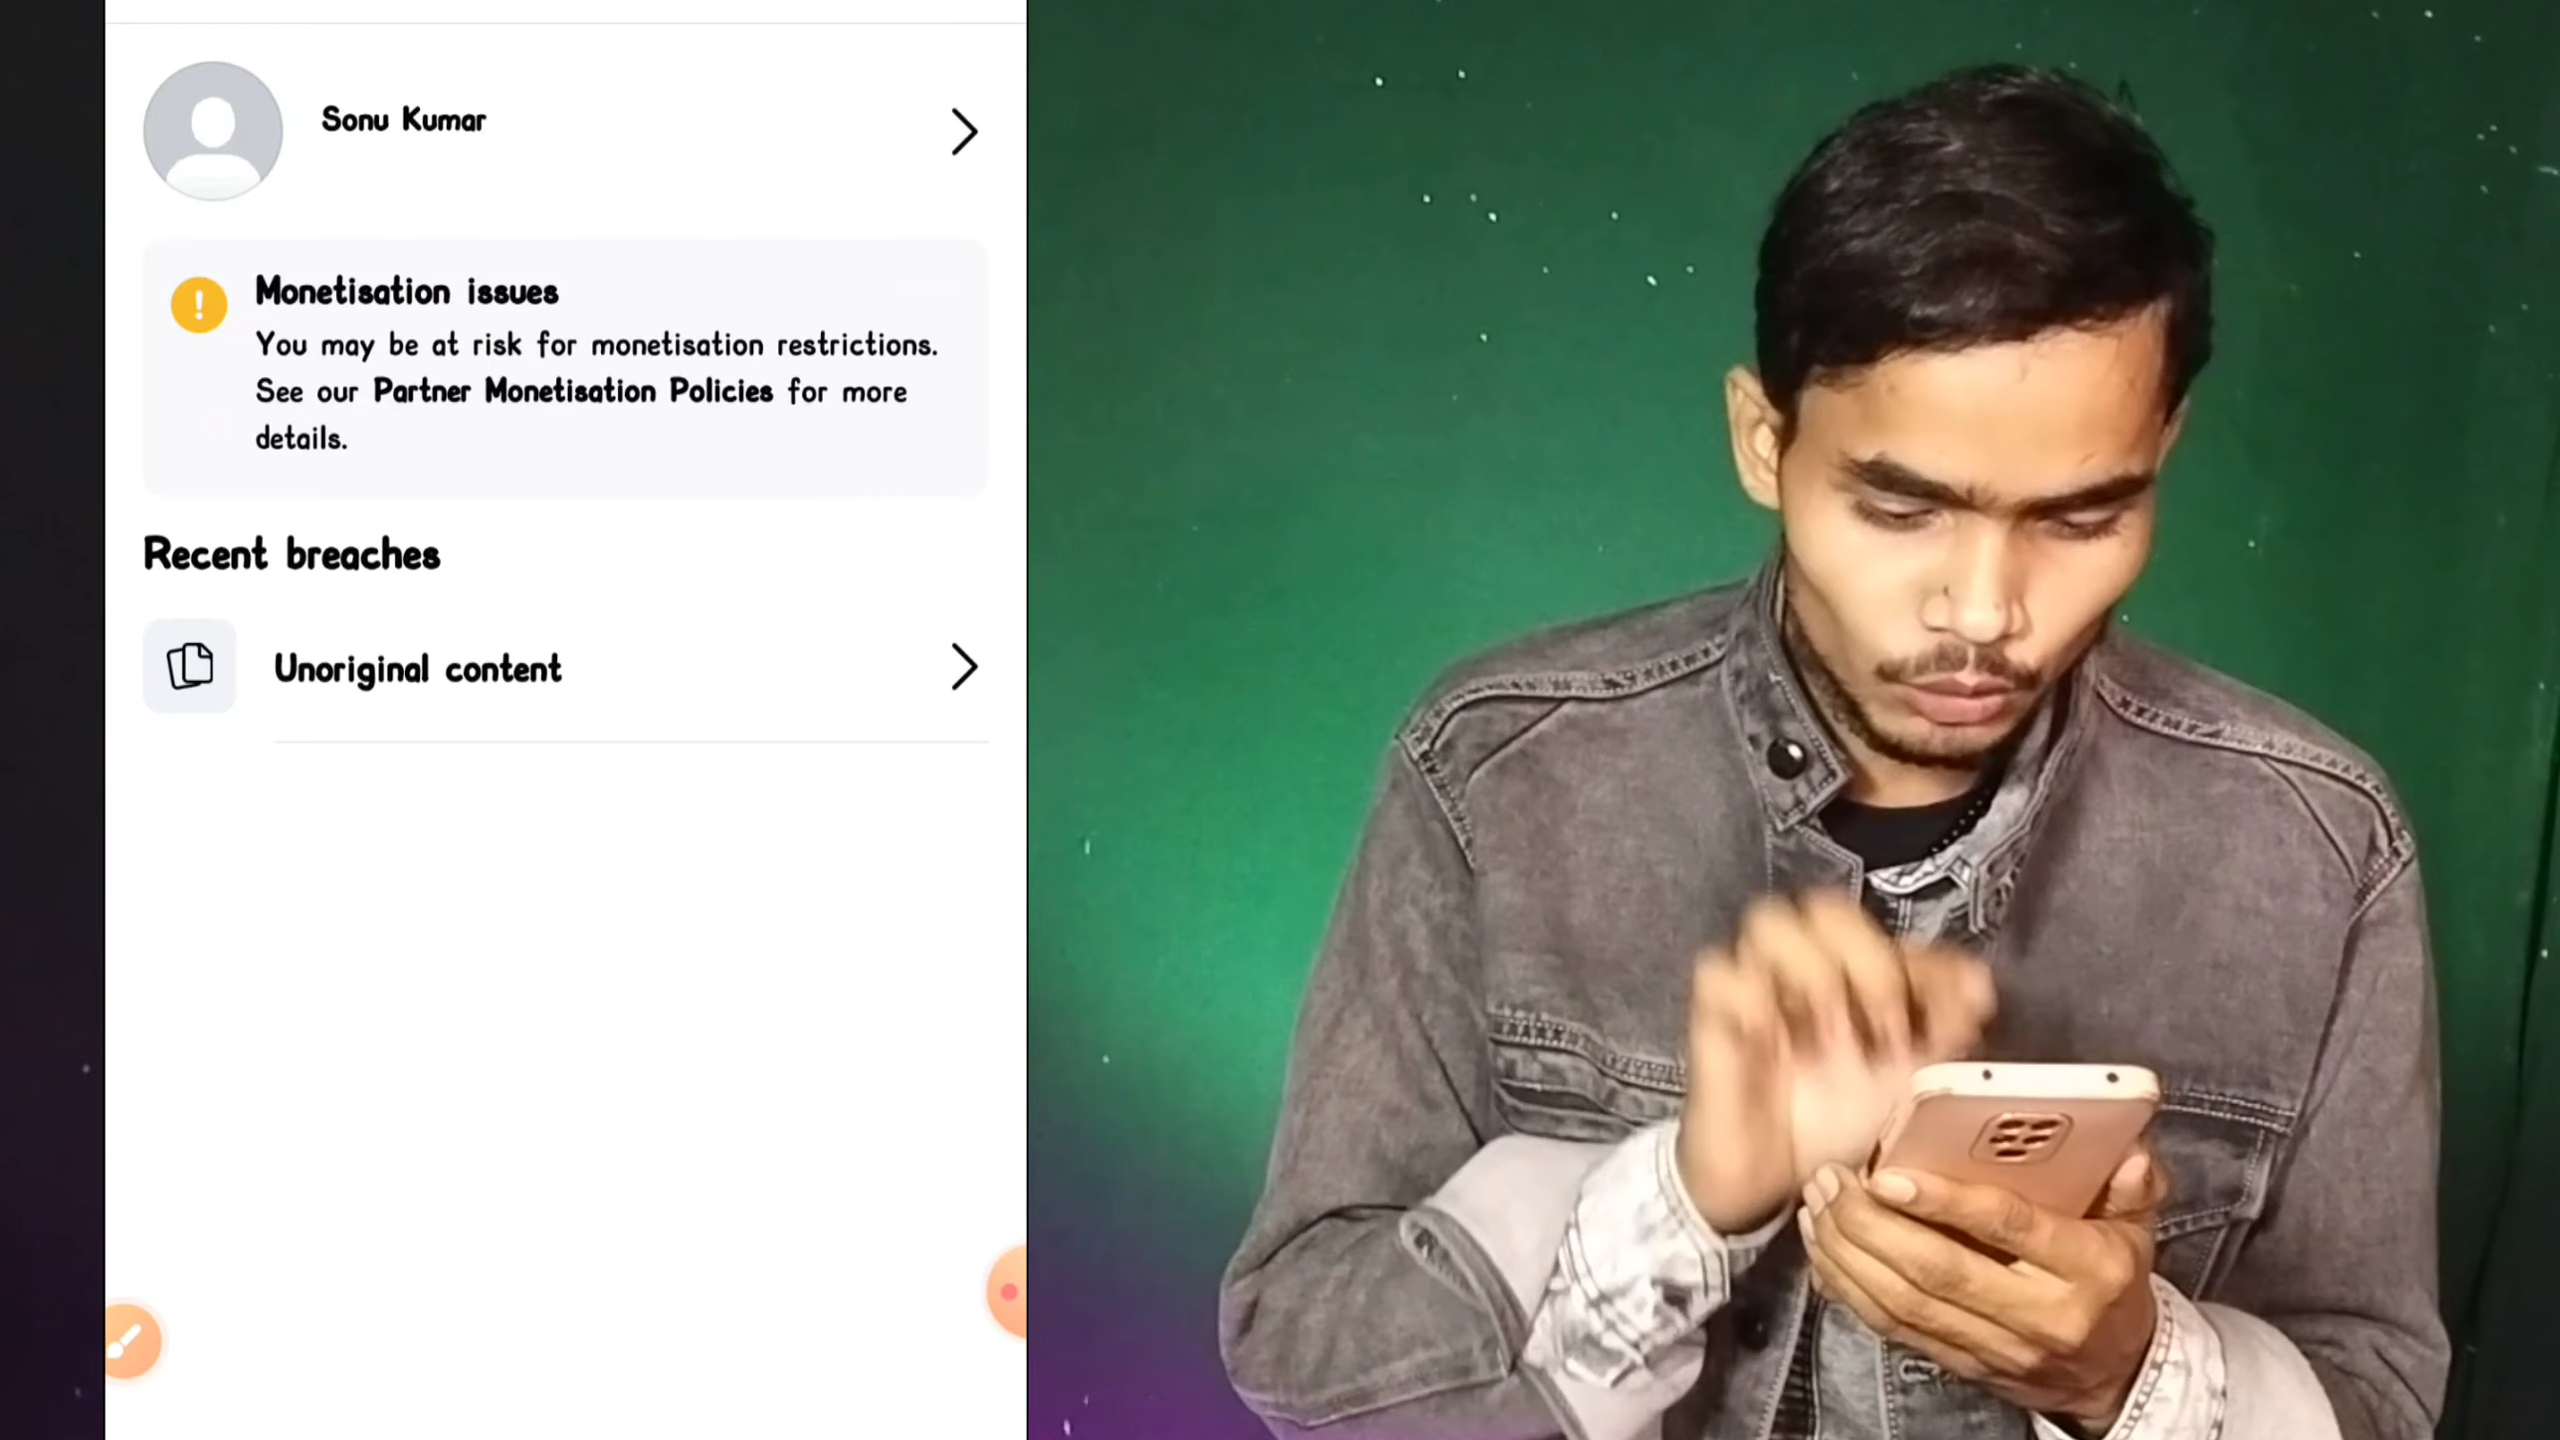 Sonu Kumar
Monetisation issues
You may be at risk for monetisation restrictions.
See our Partner Monetisation Policies for more
details.
Recent breaches
Unoriginal content